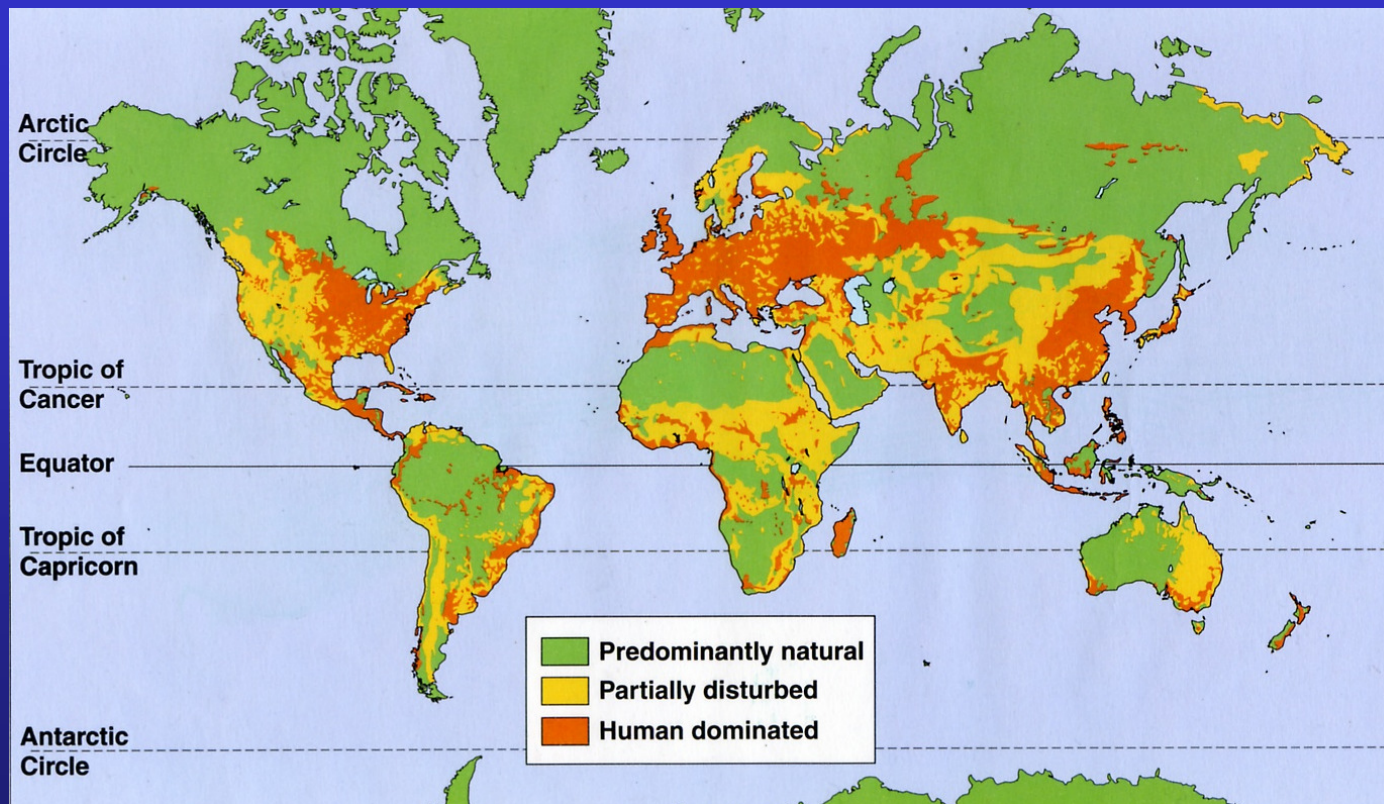 Arctic
Circle
Tropic of
Cancer
Equator
Tropic of
Capricorn
Predominantly natural
Partially disturbed
Human dominated
Antarctic
Circle